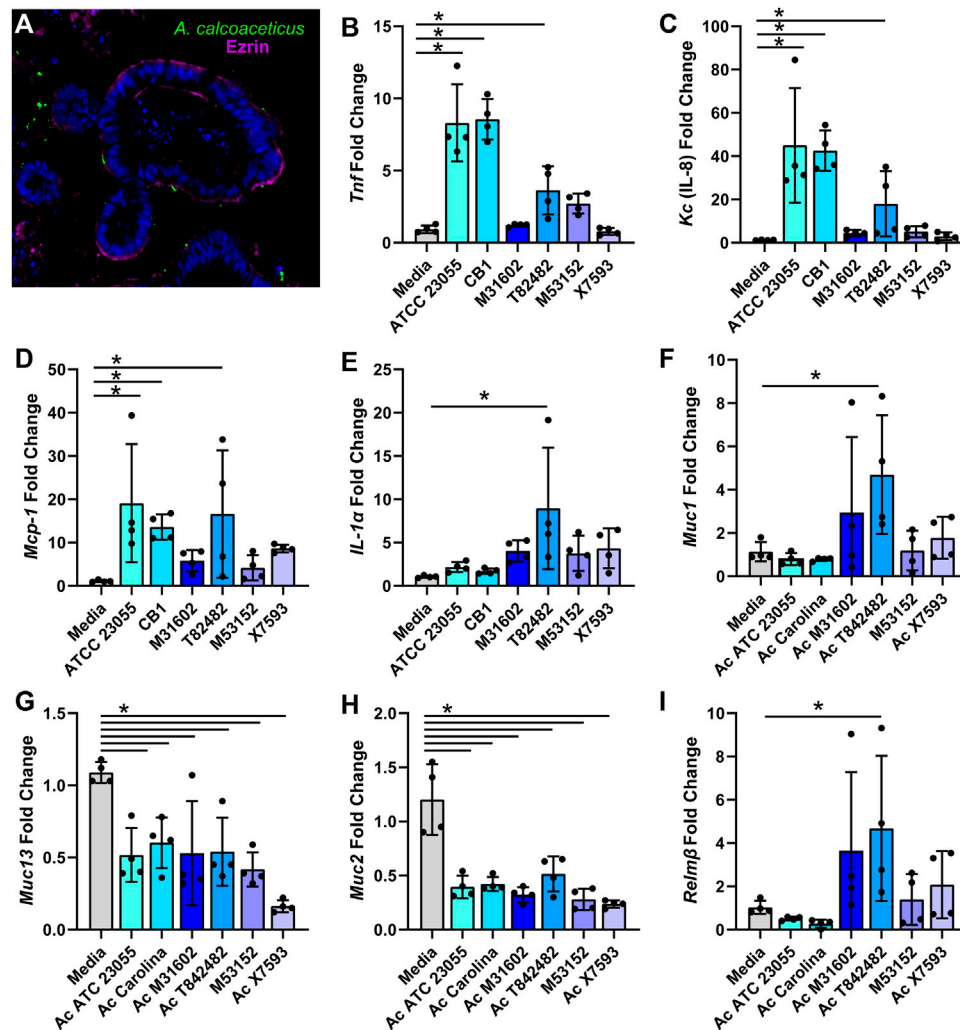 A
A. calcoaceticus
Ezrin
B
Tnf Fold Change
15
10
5
0
*
*
*
Media
ATCC 23055
CB1
M31602
T82482
M53152
X7593
C
Kc (IL-8) Fold Change
100
80
60
40
20
0
*
*
*
Media
ATCC 23055
CB1
M31602
T82482
M53152
X7593
D
Mcp-1 Fold Change
50
40
30
20
10
0
*
*
*
Media
ATCC 23055
CB1
M31602
T82482
M53152
X7593
E
IL-1α Fold Change
25
20
15
10
5
0
*
Media
ATCC 23055
CB1
M31602
T82482
M53152
X7593
F
Muc1 Fold Change
10
8
6
4
2
0
*
Media
Ac ATC 23055
Ac Carolina
Ac M31602
Ac T842482
M53152
Ac X7593
G
Muc13 Fold Change
1.5
1.0
0.5
0.0
*
Media
Ac ATC 23055
Ac Carolina
Ac M31602
Ac T842482
M53152
Ac X7593
H
Muc2 Fold Change
2.0
1.5
1.0
0.5
0.0
*
Media
Ac ATC 23055
Ac Carolina
Ac M31602
Ac T842482
M53152
Ac X7593
I
Relmβ Fold Change
10
8
6
4
2
0
*
Media
Ac ATC 23055
Ac Carolina
Ac M31602
Ac T842482
M53152
Ac X7593